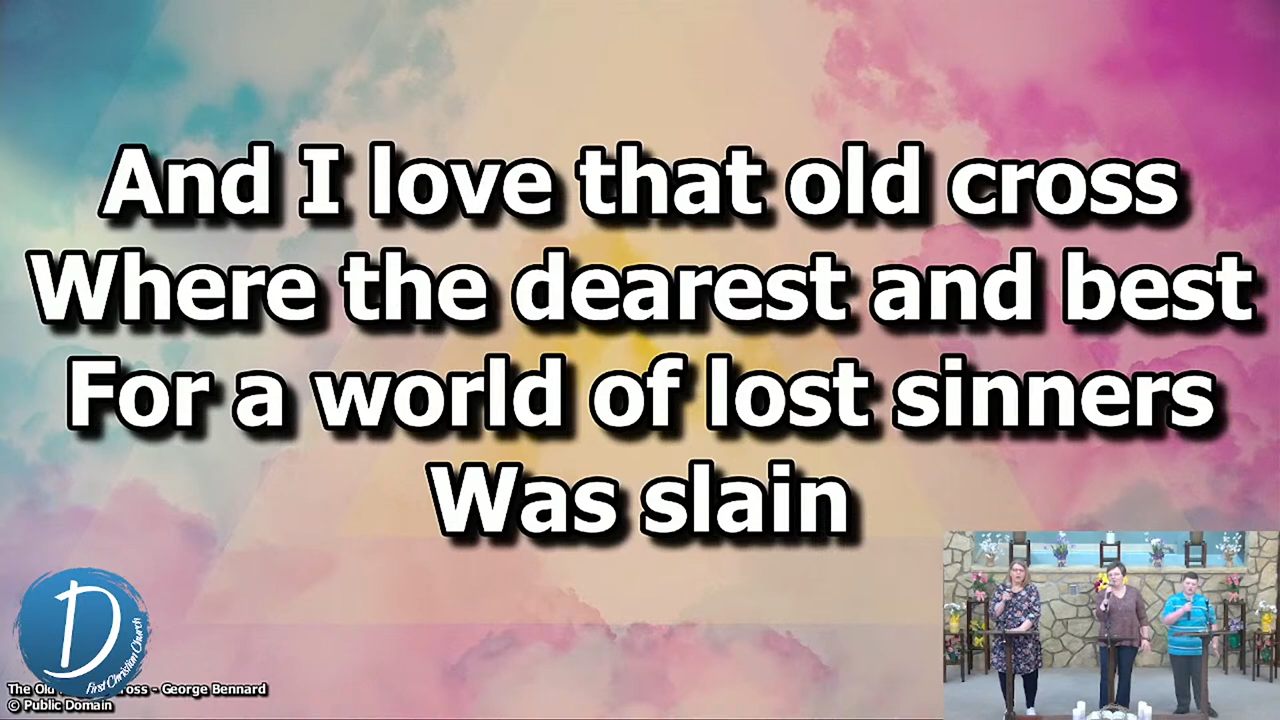 And I love that old cross
Where the dearest and best
For a world of lost sinners
Was slain
D
First Christian Church
The Old ross - George Bennard
© Public Domain